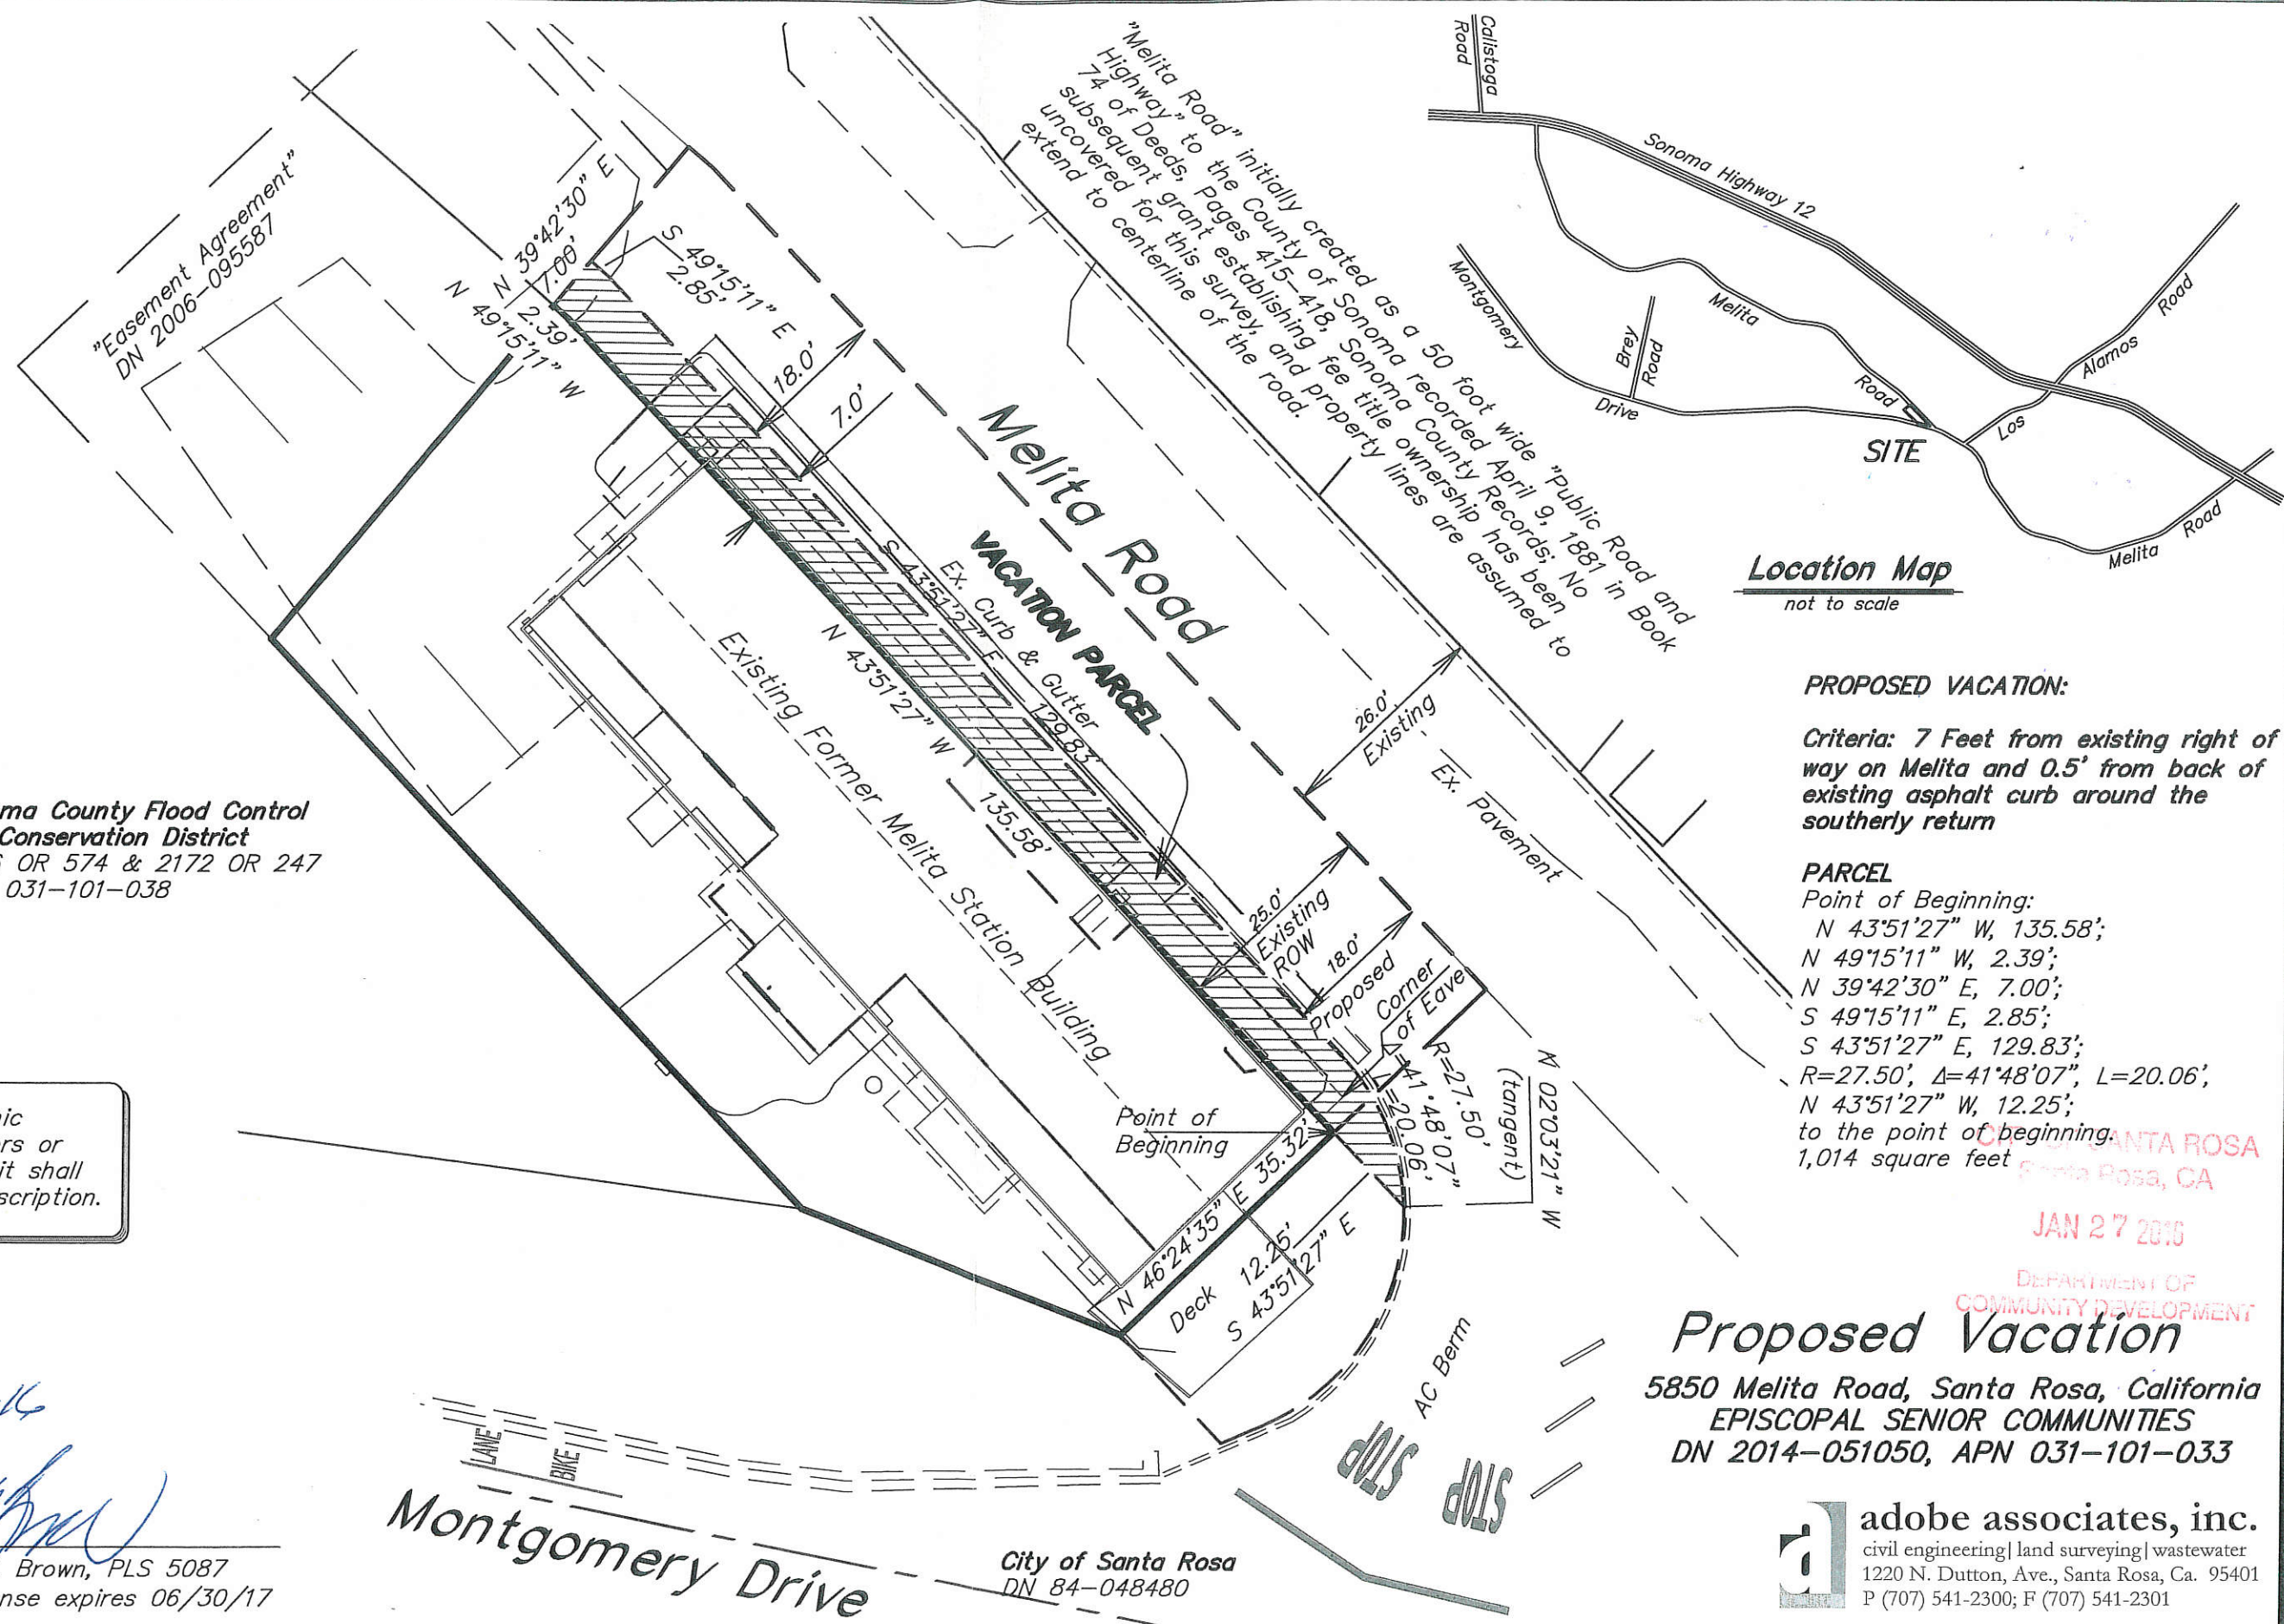 "Easement Agreement"
DN 2006-095587
N 39°42'30" E
7.00'
2.39'
N 49°15'11" W
S 49°15'11" E
2.85'
18.0'
7.0'
"Melita Road" initially created as a 50 foot wide "Public Road and
Highway" to the County of Sonoma recorded April 9, 1881 in Book
74 of Deeds, Pages 415-418, Sonoma County Records; No
subsequent grant establishing fee title ownership has been
uncovered for this survey, and property lines are assumed to
extend to centerline of the road.
Melita Road
VACATION PARCEL
Ex. Curb & Gutter
S 43°51'27" E
129.83'
N 43°51'27" W
135.58'
Existing Former Melita Station Building
26.0'
Existing
Ex. Pavement
25.0'
Existing
ROW
18.0'
Proposed
Corner
of Eave
R=27.50'
Δ=41°48'07"
L=20.06'
N 02°03'21" W
(tangent)
Point of
Beginning
N 46°24'35" E 35.32'
Deck
12.25'
S 43°51'27" E
AC Berm
STOP
STOP
LANE
BIKE
Montgomery Drive
City of Santa Rosa
DN 84-048480
ma County Flood Control
Conservation District
OR 574 & 2172 OR 247
031-101-038
nic
rs or
it shall
scription.
Brown, PLS 5087
nse expires 06/30/17
Calistoga
Road
Sonoma Highway 12
Montgomery
Drive
Brey
Road
Melita
Road
SITE
Los
Alamos
Road
Melita
Road
Location Map
not to scale
PROPOSED VACATION:
Criteria: 7 Feet from existing right of
way on Melita and 0.5' from back of
existing asphalt curb around the
southerly return
PARCEL
Point of Beginning:
N 43°51'27" W, 135.58';
N 49°15'11" W, 2.39';
N 39°42'30" E, 7.00';
S 49°15'11" E, 2.85';
S 43°51'27" E, 129.83';
R=27.50', Δ=41°48'07", L=20.06',
N 43°51'27" W, 12.25';
to the point of beginning.
1,014 square feet
CITY OF SANTA ROSA
Santa Rosa, CA
JAN 27 2016
DEPARTMENT OF
COMMUNITY DEVELOPMENT
Proposed Vacation
5850 Melita Road, Santa Rosa, California
EPISCOPAL SENIOR COMMUNITIES
DN 2014-051050, APN 031-101-033
a
adobe associates, inc.
civil engineering| land surveying| wastewater
1220 N. Dutton, Ave., Santa Rosa, Ca. 95401
P (707) 541-2300; F (707) 541-2301